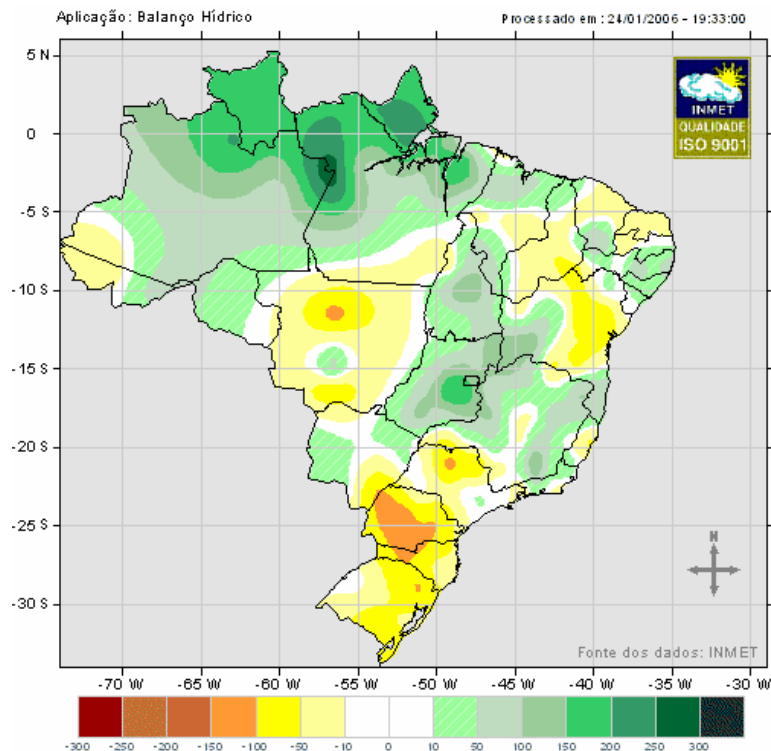 Aplicação: Balanço Hídrico
Processado em : 24/01/2006 - 19:33:00
5 N
0
-5 S
-10 S
-15 S
-20 S
-25 S
-30 S
INMET
QUALIDADE
ISO 9001
N
Fonte dos dados: INMET
-70 W -65 W -60 W -55 W -50 W -45 W -40 W -35 W -30 W
-300 -250 -200 -150 -100 -50 -10 0 10 50 100 150 200 250 300